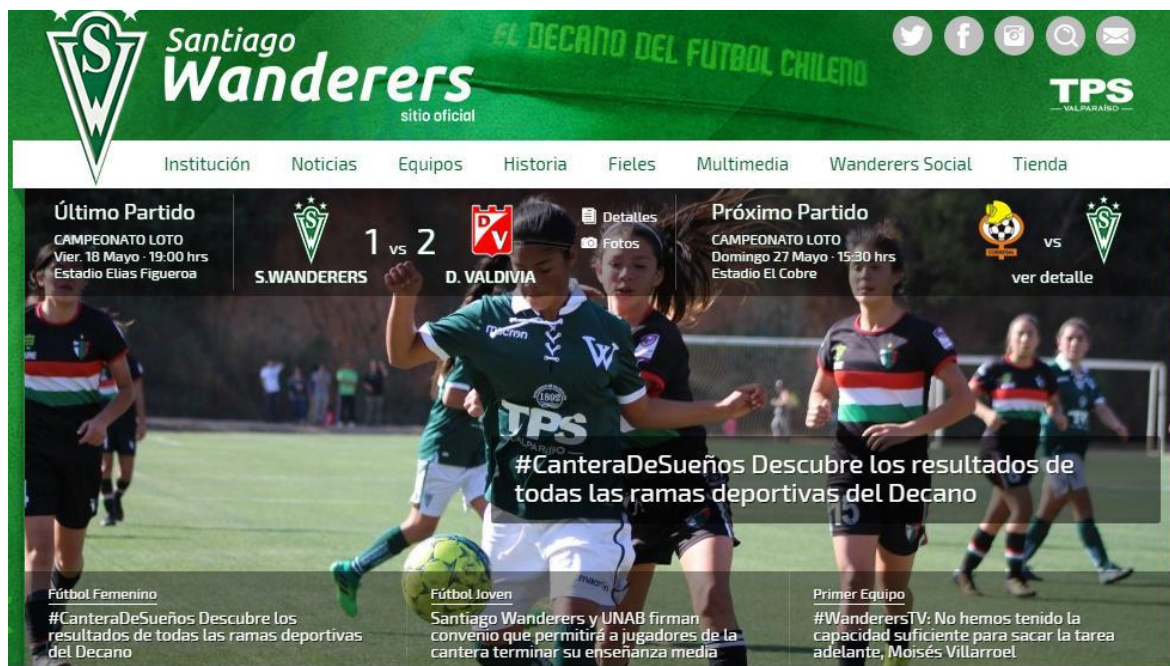 Santiago
Wanderers
sitio oficial
EL DECANO DEL FUTBOL CHILENO
TPS
VALPARAÍSO
Institución Noticias Equipos Historia Fieles Multimedia Wanderers Social Tienda
Último Partido
CAMPEONATO LOTO
Vier. 18 Mayo · 19:00 hrs
Estadio Elias Figueroa
S.WANDERERS
1 vs 2
D. VALDIVIA
Detalles
Fotos
Próximo Partido
CAMPEONATO LOTO
Domingo 27 Mayo · 15:30 hrs
Estadio El Cobre
vs
ver detalle
macron
W
1892
TPS
VALPARAISO
15
#CanteraDeSueños Descubre los resultados de
todas las ramas deportivas del Decano
Fútbol Femenino
#CanteraDeSueños Descubre los
resultados de todas las ramas deportivas
del Decano
Fútbol Joven
Santiago Wanderers y UNAB firman
convenio que permitirá a jugadores de la
cantera terminar su enseñanza media
Primer Equipo
#WanderersTV: No hemos tenido la
capacidad suficiente para sacar la tarea
adelante, Moisés Villarroel